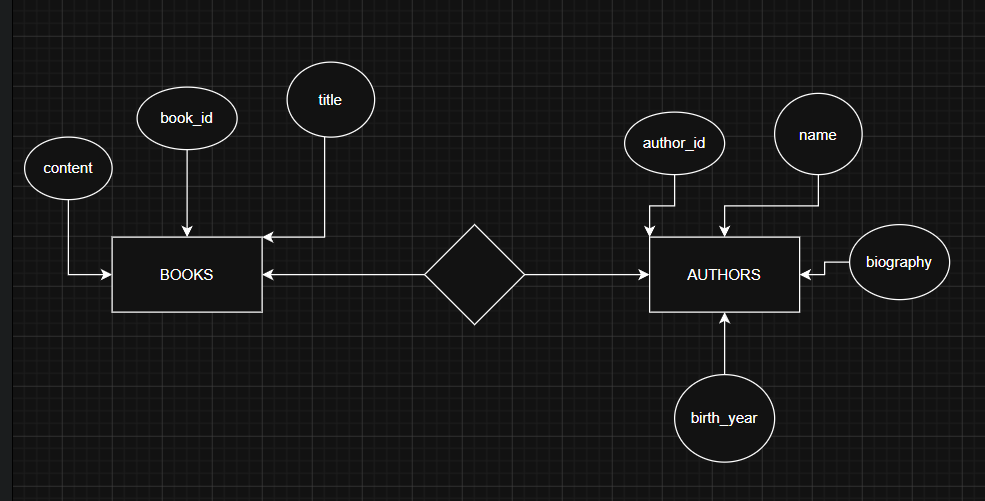 title
book_id
content
author_id
name
biography
BOOKS
AUTHORS
birth_year